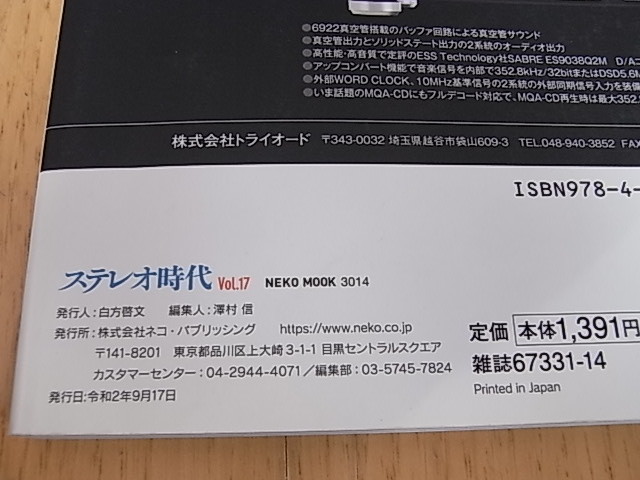 ●6922真空管搭載のバッファ回路による真空管サウンド
●真空管出力とソリッドステート出力の2系統のオーディオ出力
●高性能・高音質で定評のESS Technology社SABRE ES9038Q2M D/Aコ
●アップコンバート機能で音楽信号を内部で352.8kHz/32bitまたはDSD5.6M
●外部WORD CLOCK、10MHz基準信号の2系統の外部同期信号入力を装備
●いま話題のMQA-CDにもフルデコード対応で、MQA-CD再生時は最大352.
株式会社トライオード 〒343-0032 埼玉県越谷市袋山609-3 TEL.048-940-3852 FAX
ISBN978-4-
ステレオ時代 Vol.17 NEKO MOOK 3014
発行人:白方啓文 編集人:澤村 信
発行所:株式会社ネコ・パブリッシング https://www.neko.co.jp
〒141-8201 東京都品川区上大崎3-1-1 目黒セントラルスクエア
カスタマーセンター:04-2944-4071/編集部:03-5745-7824
発行日:令和2年9月17日
定価 本体1,391円
雑誌67331-14
Printed in Japan